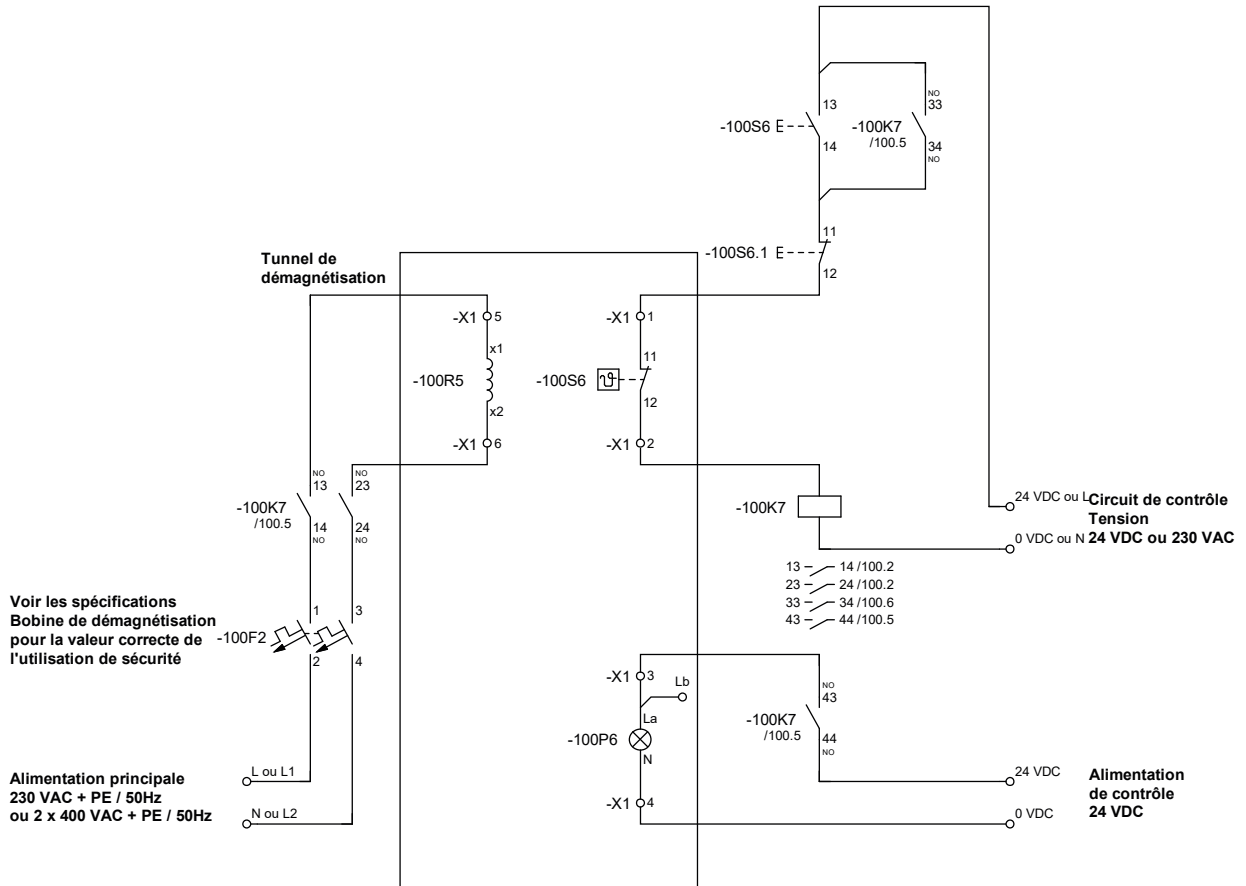 13
NO
33
-100S6
-100K7
/100.5
14
34
NO
-100S6.1
11
12
Tunnel de
démagnétisation
-X1
5
-X1
1
x1
11
-100R5
-100S6
x2
12
-X1
6
-X1
2
NO
13
NO
23
-100K7
/100.5
14
NO
24
NO
-100K7
24 VDC ou L
Circuit de contrôle
Tension
0 VDC ou N
24 VDC ou 230 VAC
13 14 /100.2
23 24 /100.2
33 34 /100.6
43 44 /100.5
Voir les spécifications
Bobine de démagnétisation
pour la valeur correcte de
l'utilisation de sécurité
-100F2
1
3
2
4
-X1
3
Lb
La
-100P6
N
NO
43
-100K7
/100.5
44
NO
Alimentation principale
230 VAC + PE / 50Hz
ou 2 x 400 VAC + PE / 50Hz
L ou L1
N ou L2
-X1
4
24 VDC
0 VDC
Alimentation
de contrôle
24 VDC